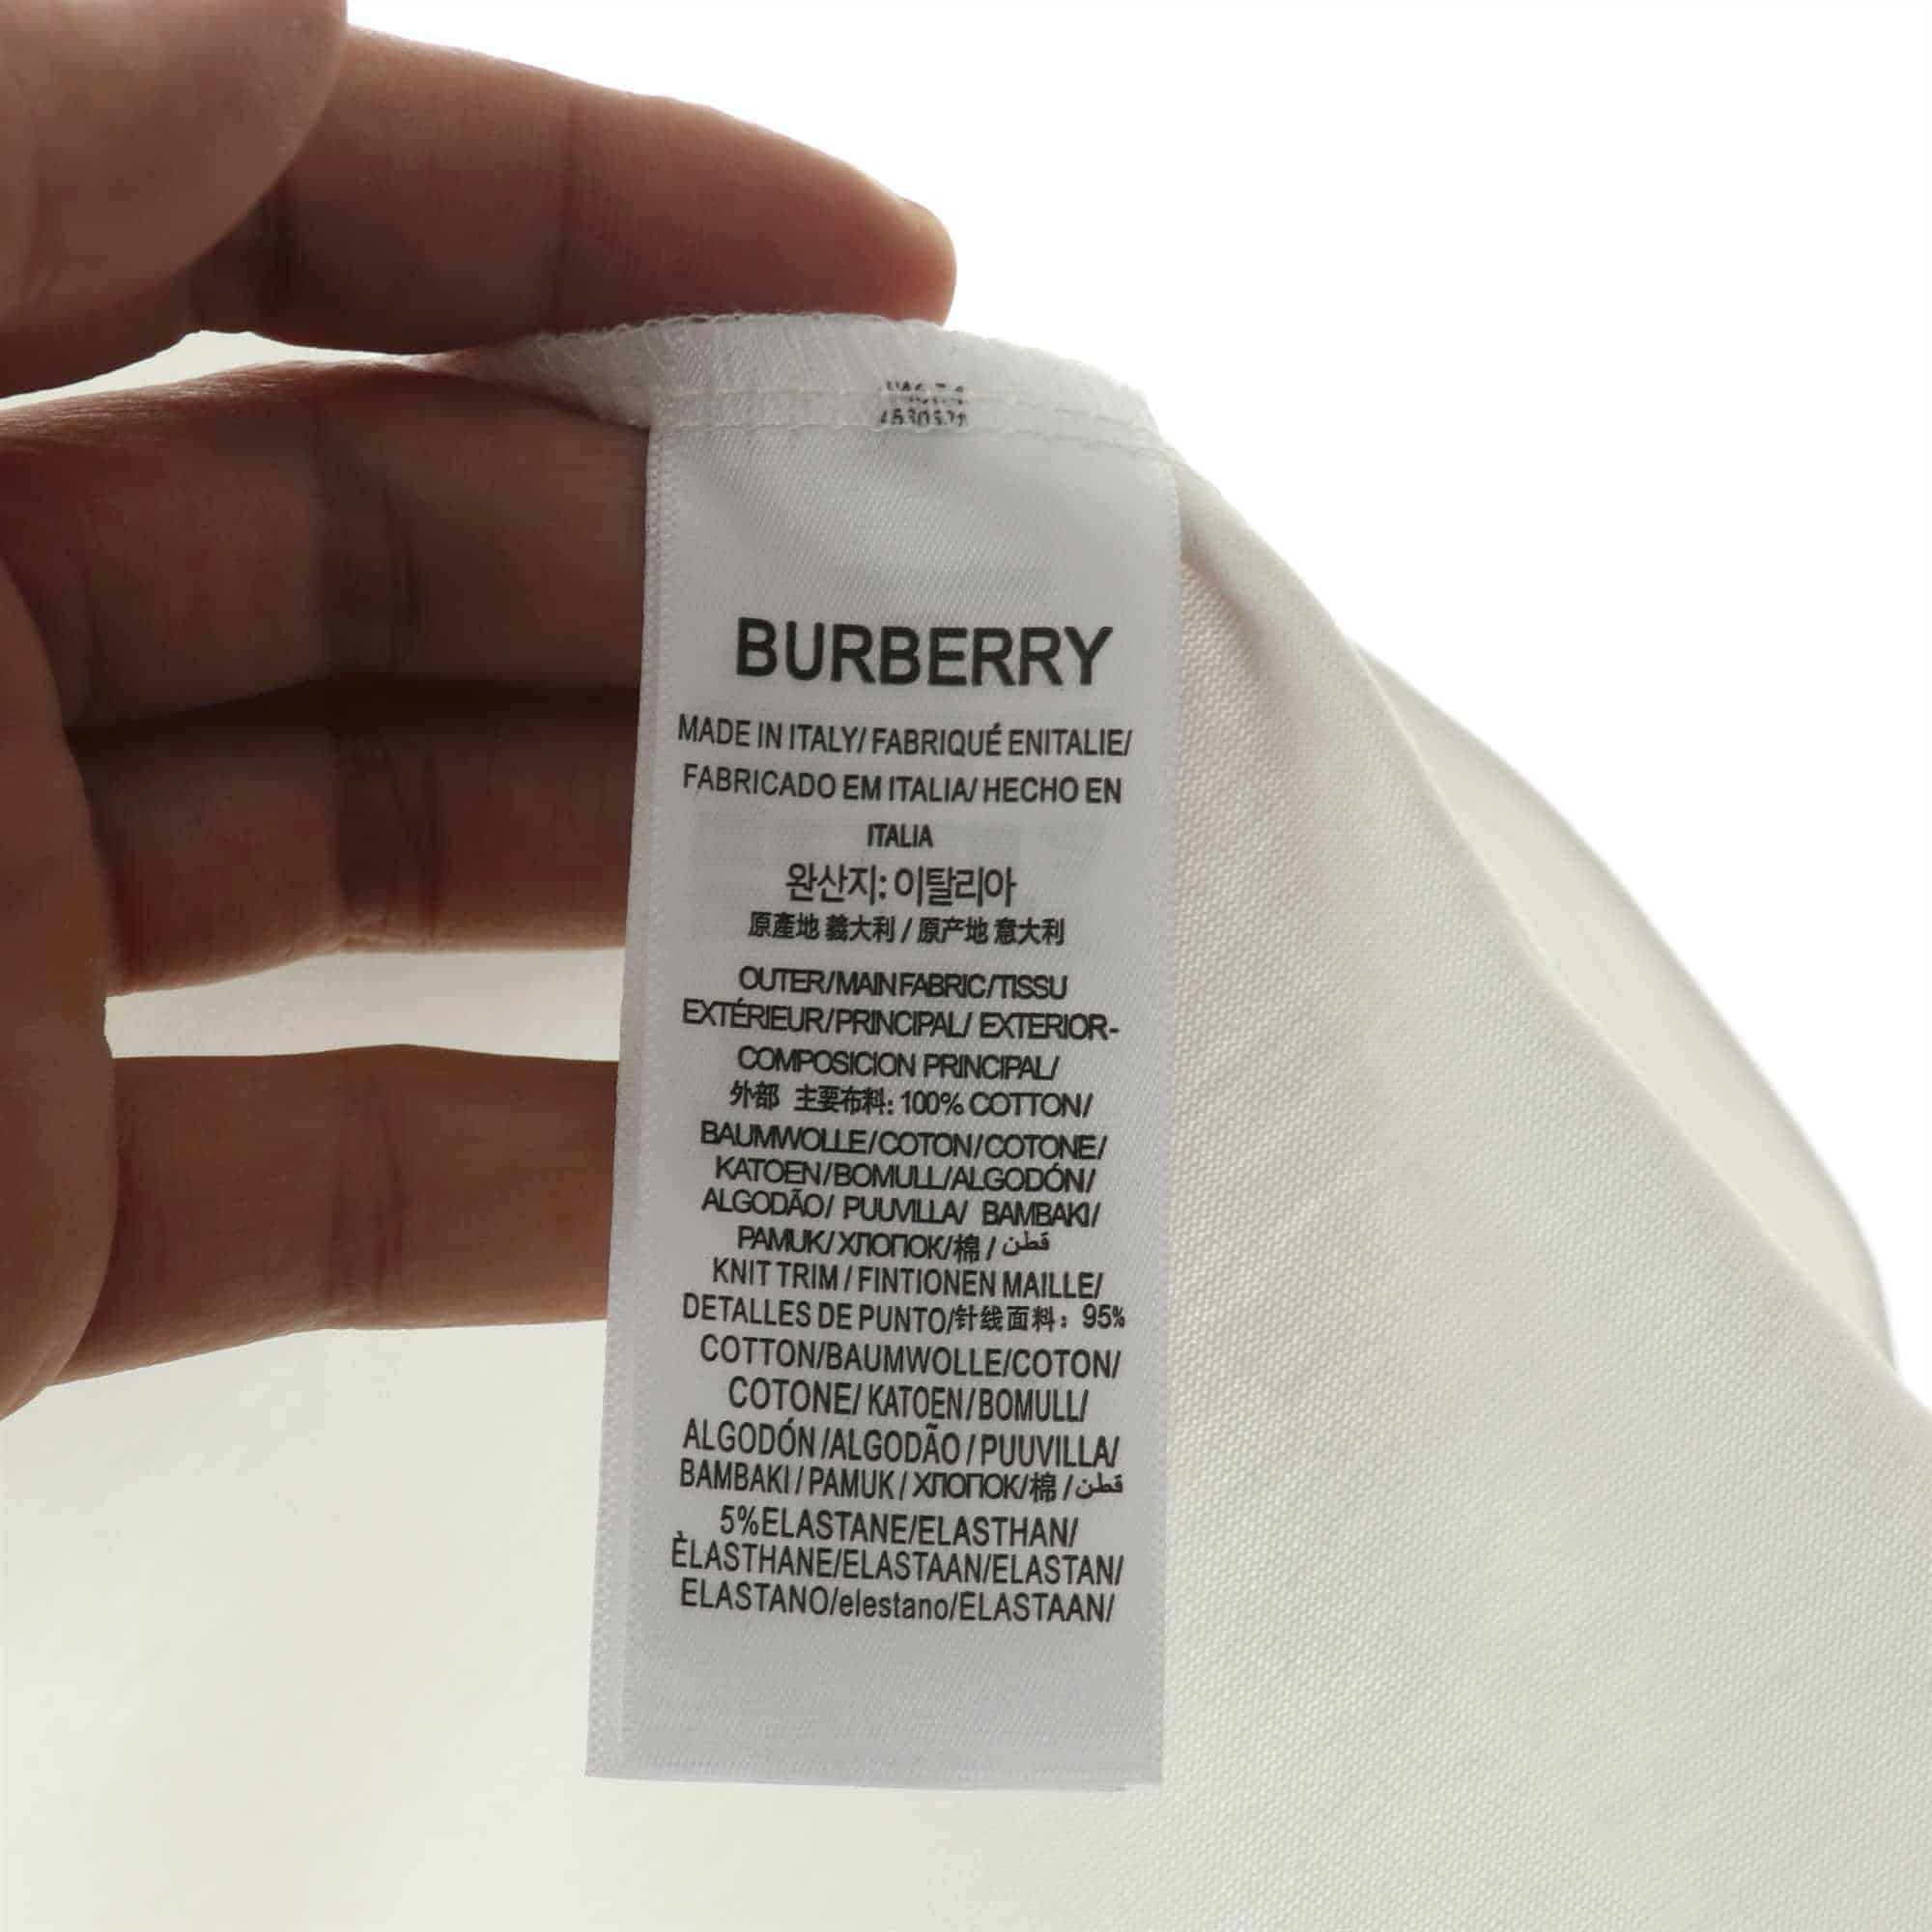 BURBERRY
MADE IN ITALY/ FABRIQUÉ ENITALIE/
FABRICADO EM ITALIA/ HECHO EN
ITALIA
완산지: 이탈리아
原產地 義大利 / 原产地 意大利
OUTER/MAIN FABRIC/TISSU
EXTÉRIEUR/PRINCIPAL/ EXTERIOR-
COMPOSICION PRINCIPAL/
外部 主要布料: 100% COTTON/
BAUMWOLLE/COTON/COTONE/
KATOEN/BOMULL/ALGODÓN/
ALGODÃO/ PUUVILLA/ BAMBAKI/
PAMUK/ХЛОПОК/棉 / قطن
KNIT TRIM / FINTIONEN MAILLE/
DETALLES DE PUNTO/针线面料: 95%
COTTON/BAUMWOLLE/COTON/
COTONE/ KATOEN/BOMULL/
ALGODÓN /ALGODÃO / PUUVILLA/
BAMBAKI / PAMUK / ХЛОПОК/棉 / قطن
5%ELASTANE/ELASTHAN/
ÈLASTHANE/ELASTAAN/ELASTAN/
ELASTANO/elestano/ELASTAAN/